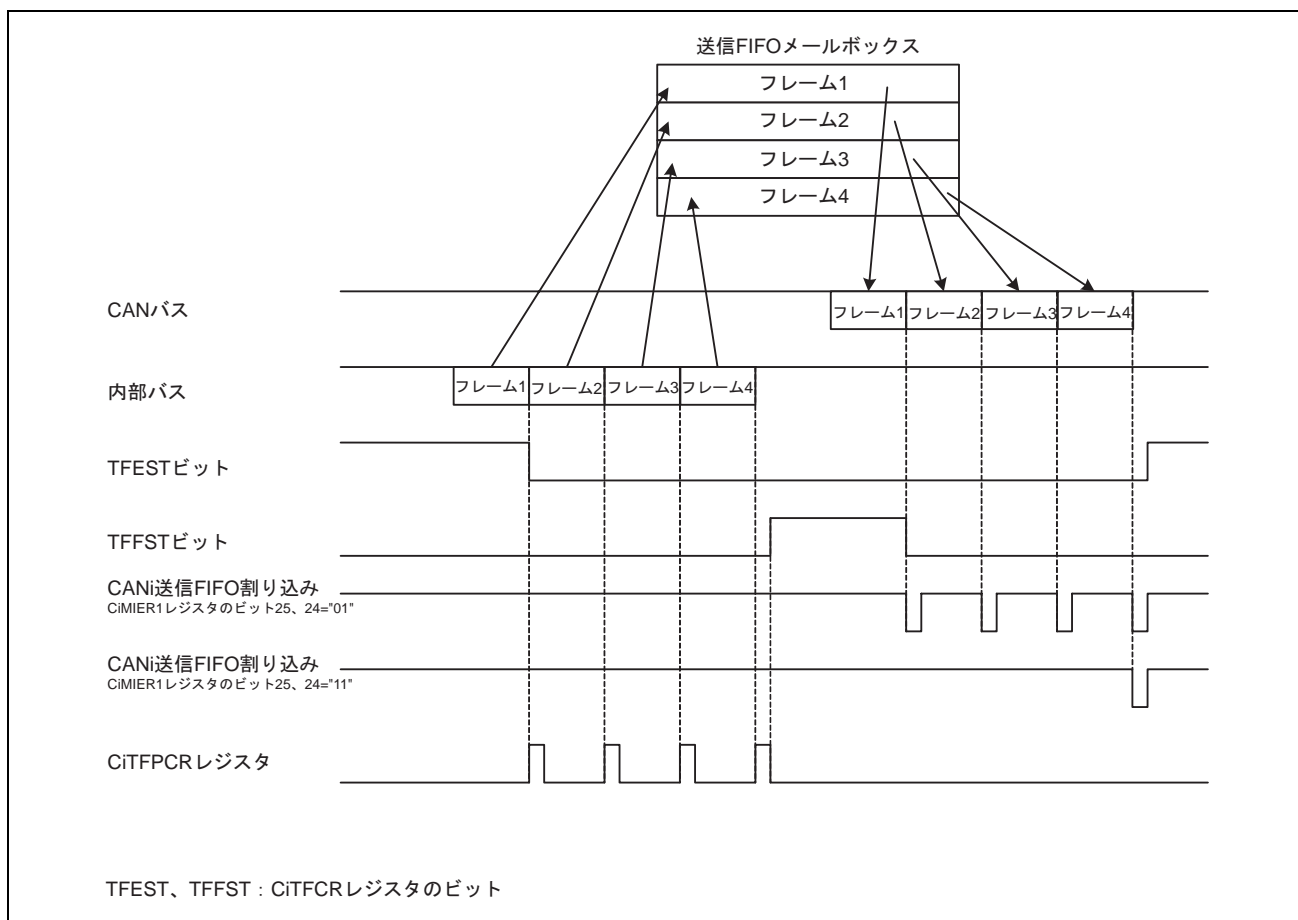 送信FIFOメールボックス
フレーム1
フレーム2
フレーム3
フレーム4
CANバス
フレーム1 フレーム2 フレーム3 フレーム4
内部バス
フレーム1 フレーム2 フレーム3 フレーム4
TFESTビット
TFFSTビット
CANi送信FIFO割り込み
CiMIER1レジスタのビット25、24="01"
CANi送信FIFO割り込み
CiMIER1レジスタのビット25、24="11"
CiTFPCRレジスタ
TFEST、TFFST：CiTFCRレジスタのビット